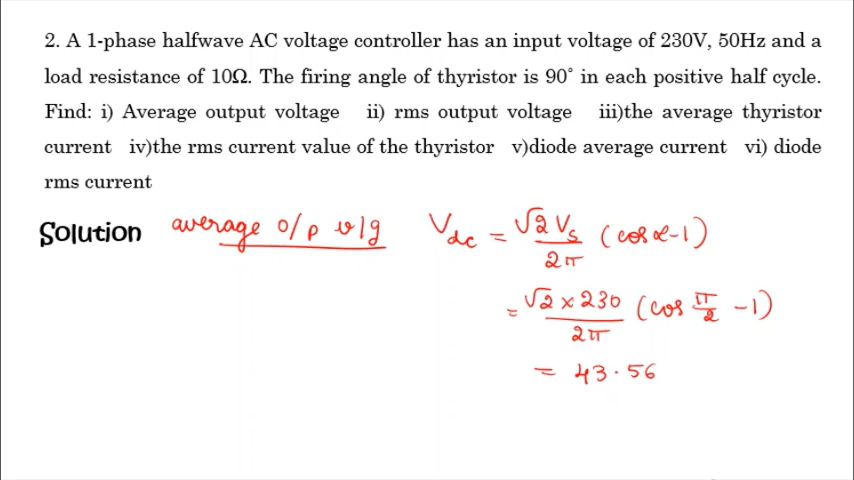 2. A 1-phase halfwave AC voltage controller has an input voltage of 230V, 50Hz and a
load resistance of 10Ω. The firing angle of thyristor is 90° in each positive half cycle.
Find: i) Average output voltage ii) rms output voltage iii)the average thyristor
current iv)the rms current value of the thyristor v)diode average current vi) diode
rms current
Solution average o/p v/g V_dc = √2 V_s / 2π (cos α - 1)
= √2 × 230 / 2π (cos π/2 - 1)
= 43.56